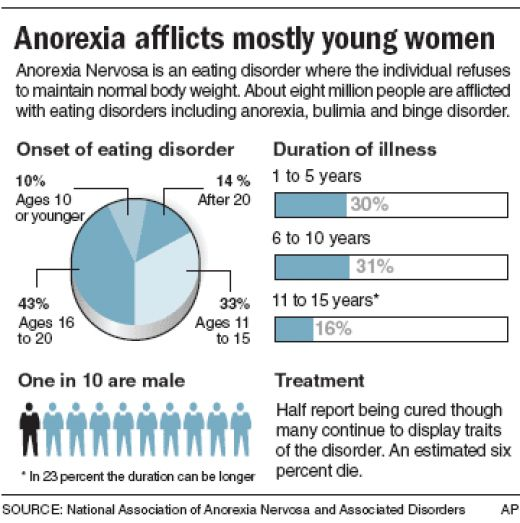 Anorexia afflicts mostly young women
Anorexia Nervosa is an eating disorder where the individual refuses
to maintain normal body weight. About eight million people are afflicted
with eating disorders including anorexia, bulimia and binge disorder.
Onset of eating disorder
10%
Ages 10
or younger
14 %
After 20
43%
Ages 16
to 20
33%
Ages 11
to 15
Duration of illness
1 to 5 years
30%
6 to 10 years
31%
11 to 15 years*
16%
One in 10 are male
* In 23 percent the duration can be longer
Treatment
Half report being cured though
many continue to display traits
of the disorder. An estimated six
percent die.
SOURCE: National Association of Anorexia Nervosa and Associated Disorders AP